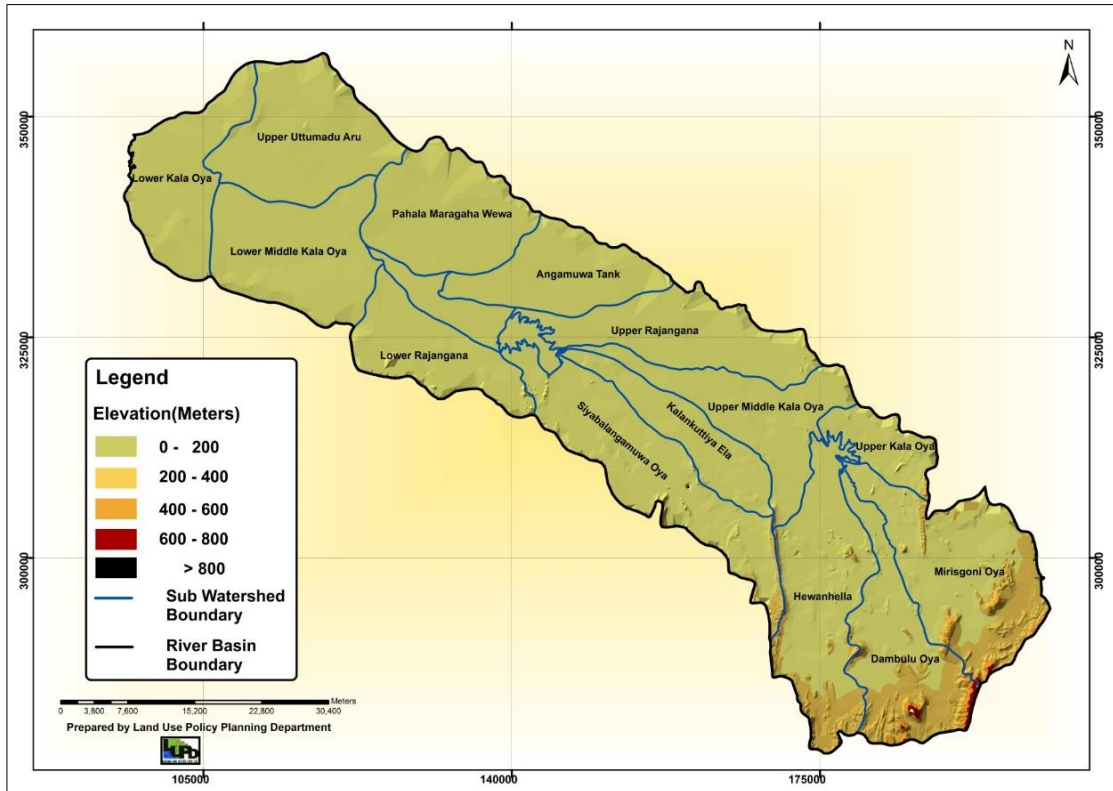 N
350000
350000
325000
325000
300000
300000
105000
140000
175000
Upper Uttumadu Aru
Lower Kala Oya
Pahala Maragaha Wewa
Lower Middle Kala Oya
Angamuwa Tank
Upper Rajangana
Lower Rajangana
Siyabalangamuwa Oya
Kalankuttiya Ela
Upper Middle Kala Oya
Upper Kala Oya
Mirisgoni Oya
Hewanhella
Dambulu Oya
Legend
Elevation(Meters)
0 - 200
200 - 400
400 - 600
600 - 800
> 800
Sub Watershed
Boundary
River Basin
Boundary
Meters
0 3,800 7,600 15,200 22,800 30,400
Prepared by Land Use Policy Planning Department
105000
140000
175000